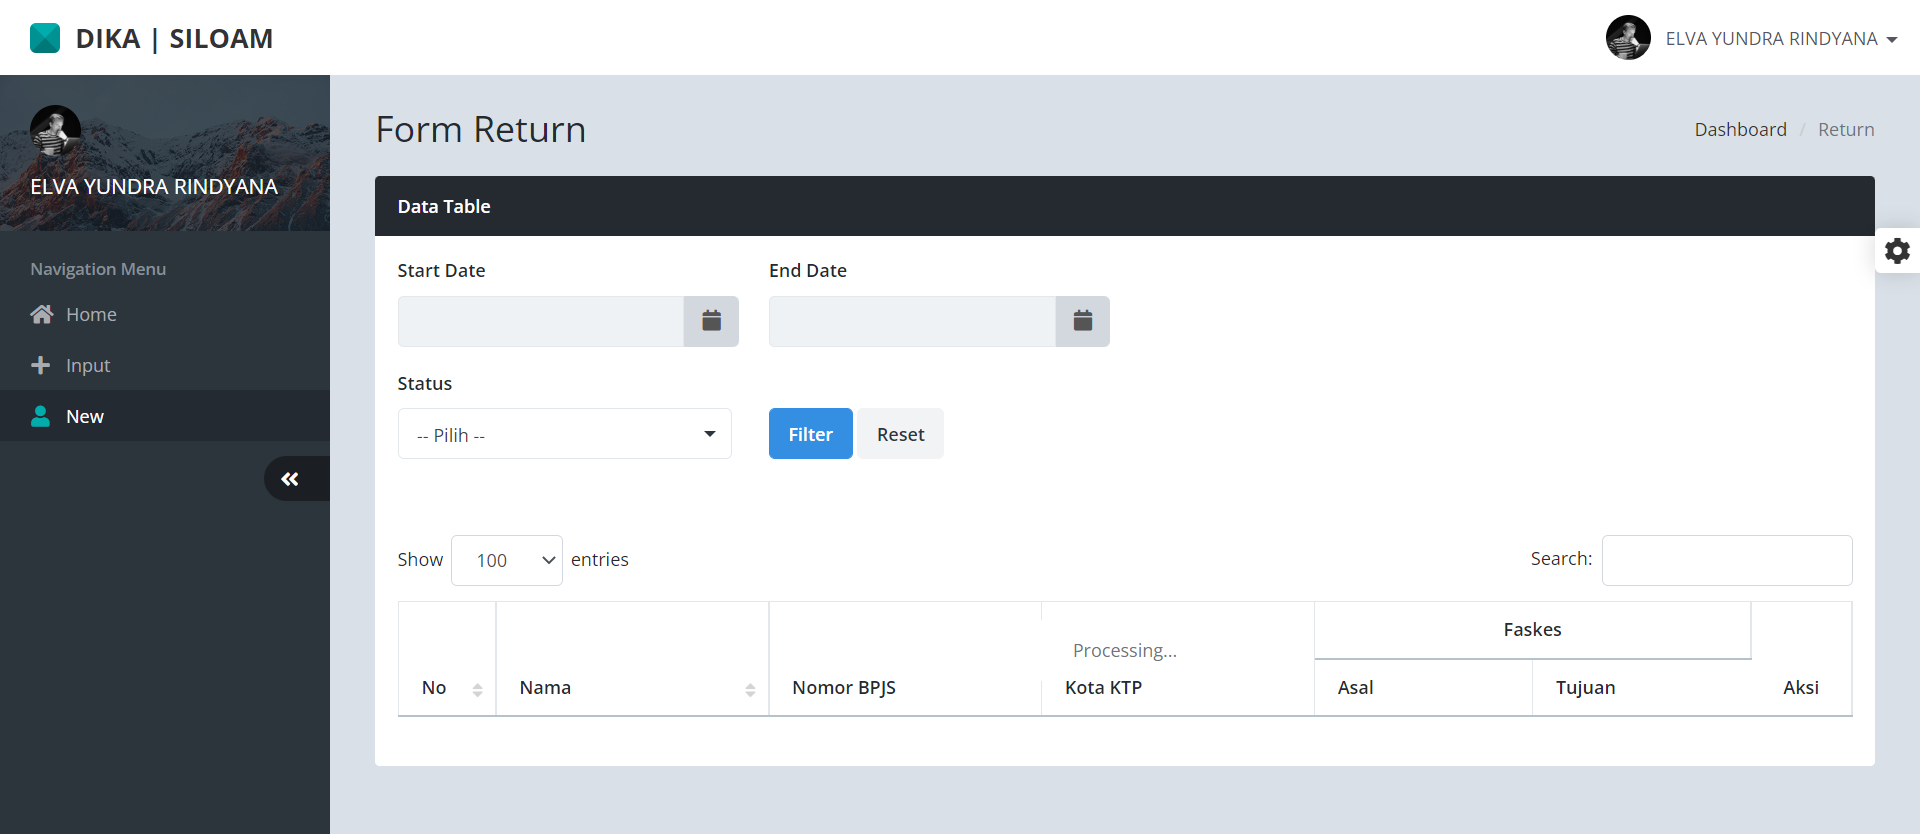 DIKA | SILOAM
ELVA YUNDRA RINDYANA
ELVA YUNDRA RINDYANA
Navigation Menu
Home
Input
New
Form Return
Dashboard / Return
Data Table
Start Date
End Date
Status
-- Pilih --
Filter
Reset
Show 100 entries
Search:
Processing...
Faskes
No
Nama
Nomor BPJS
Kota KTP
Asal
Tujuan
Aksi